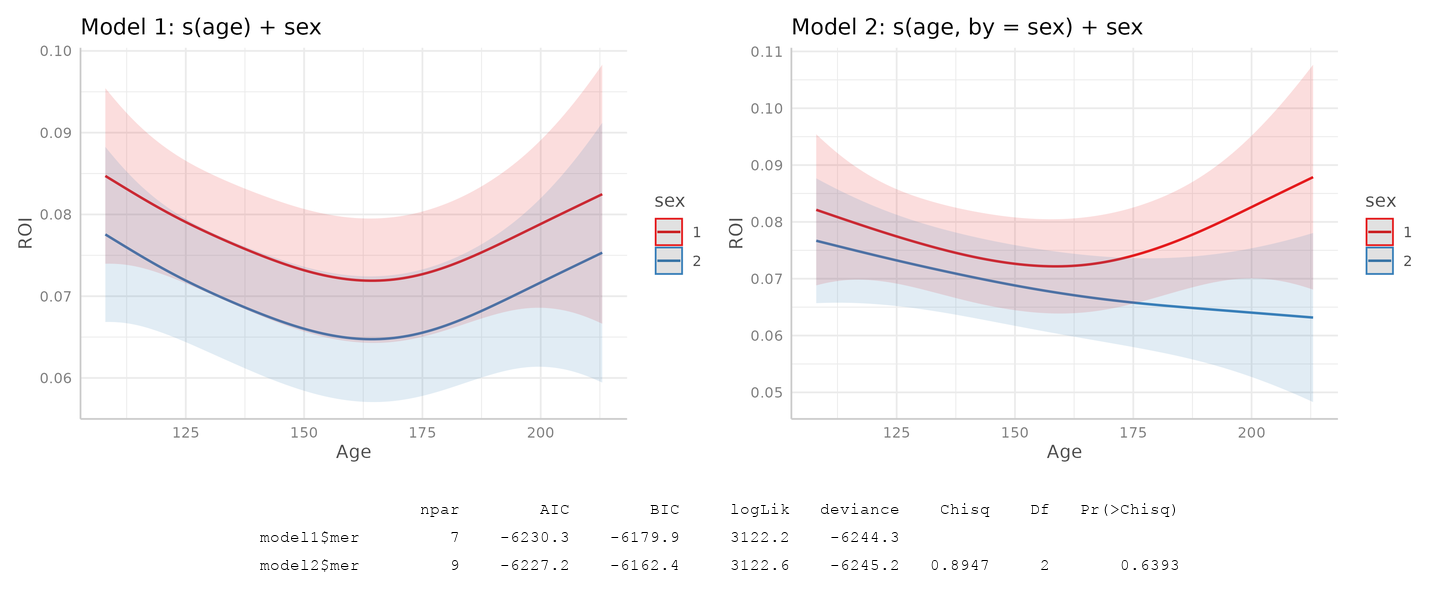 Model 1: s(age) + sex
0.10
0.09
0.08
0.07
0.06
ROI
125 150 175 200
Age
sex
1
2
Model 2: s(age, by = sex) + sex
0.11
0.10
0.09
0.08
0.07
0.06
0.05
ROI
125 150 175 200
Age
sex
1
2
npar AIC BIC logLik deviance Chisq Df Pr(>Chisq)
model1$mer 7 -6230.3 -6179.9 3122.2 -6244.3
model2$mer 9 -6227.2 -6162.4 3122.6 -6245.2 0.8947 2 0.6393